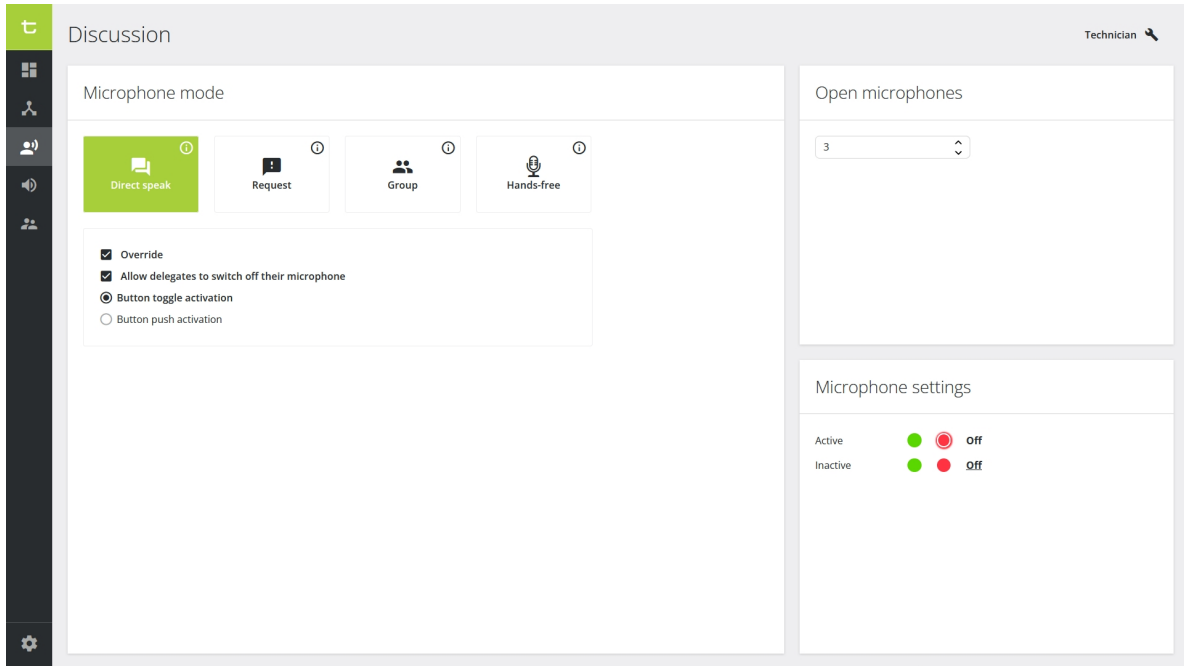 Discussion
Technician
Microphone mode
Direct speak
Request
Group
Hands-free
Override
Allow delegates to switch off their microphone
Button toggle activation
Button push activation
Open microphones
3
Microphone settings
Active Off
Inactive Off